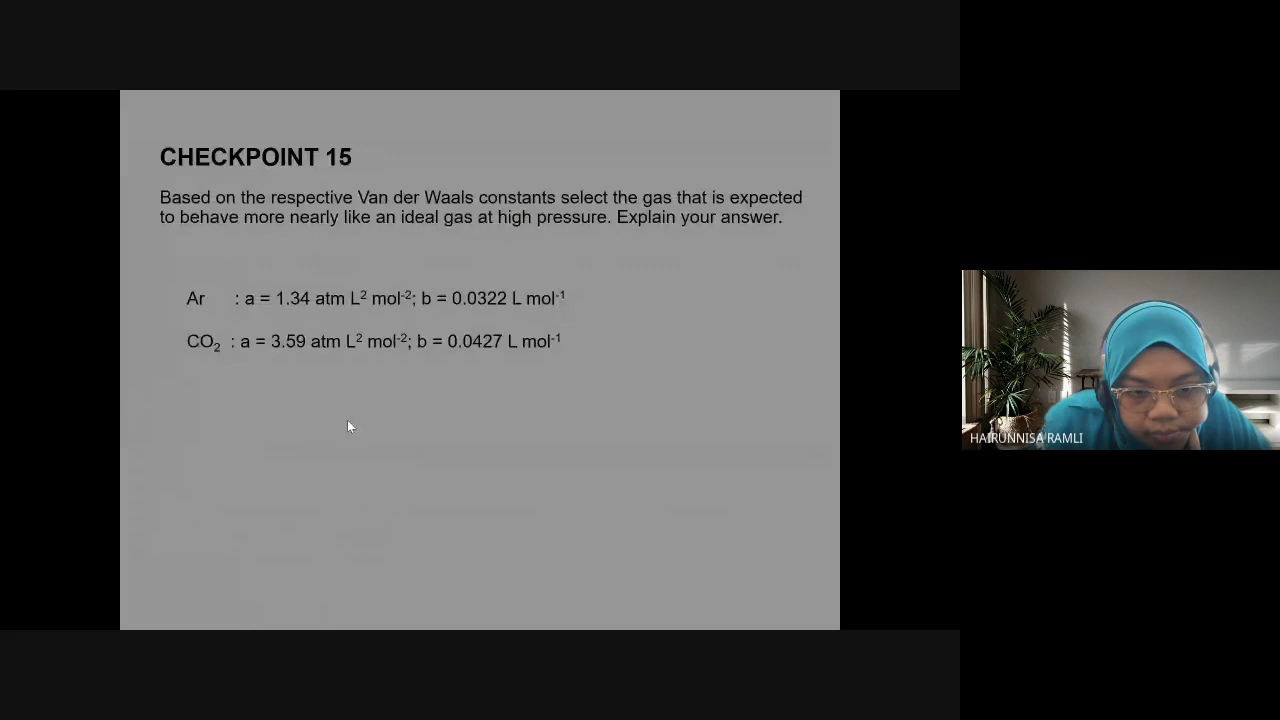 CHECKPOINT 15
Based on the respective Van der Waals constants select the gas that is expected
to behave more nearly like an ideal gas at high pressure. Explain your answer.
Ar : a = 1.34 atm L² mol⁻²; b = 0.0322 L mol⁻¹
CO₂ : a = 3.59 atm L² mol⁻²; b = 0.0427 L mol⁻¹
HAIRUNNISA RAMLI